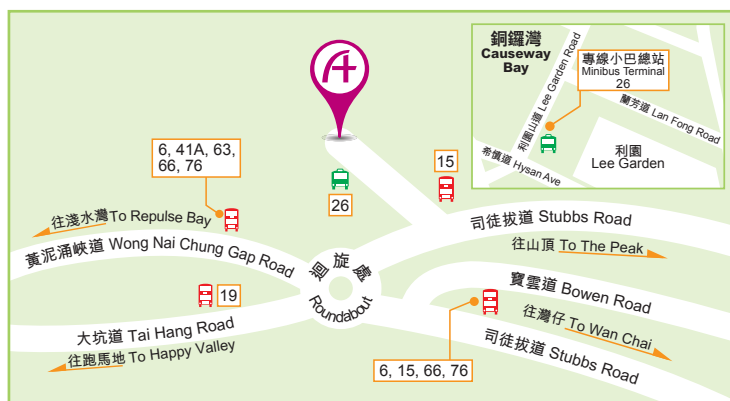 銅鑼灣
Causeway
Bay
利園山道 Lee Garden Road
專線小巴總站
Minibus Terminal
26
蘭芳道 Lan Fong Road
利園
Lee Garden
希慎道 Hysan Ave
6, 41A, 63,
66, 76
26
15
往淺水灣 To Repulse Bay
黃泥涌峽道 Wong Nai Chung Gap Road
司徒拔道 Stubbs Road
往山頂 To The Peak
迴旋處
Roundabout
19
大坑道 Tai Hang Road
往跑馬地 To Happy Valley
寶雲道 Bowen Road
往灣仔 To Wan Chai
司徒拔道 Stubbs Road
6, 15, 66, 76